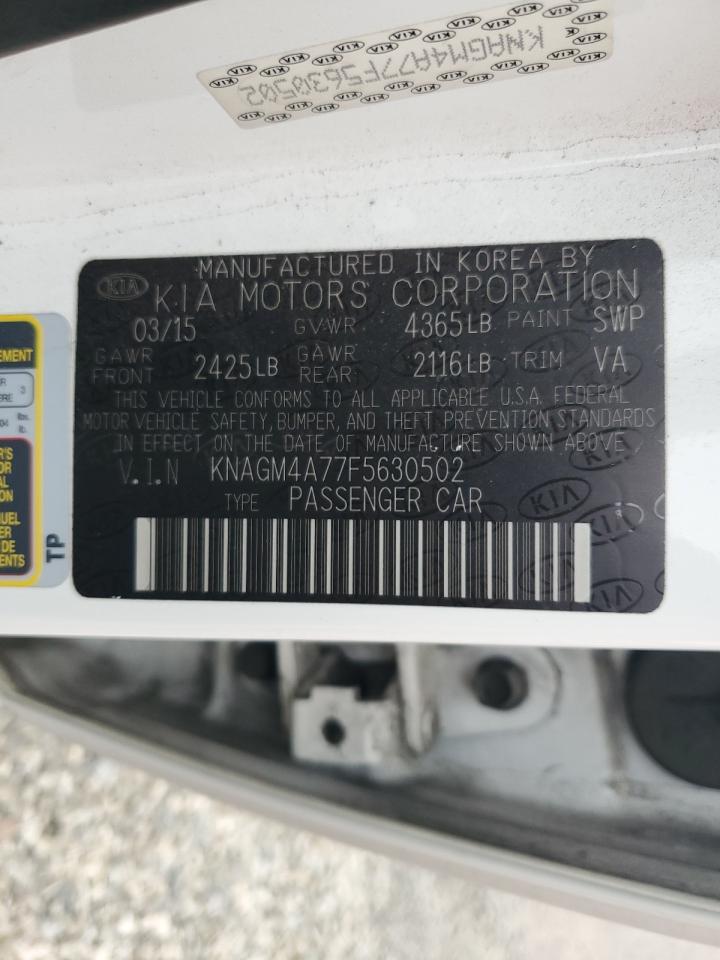 KNAGM4A77F5630502
MANUFACTURED IN KOREA BY
KIA KIA MOTORS CORPORATION
03/15 GVWR 4365LB PAINT SWP
GAWR FRONT 2425LB GAWR REAR 2116LB TRIM VA
THIS VEHICLE CONFORMS TO ALL APPLICABLE U.S.A. FEDERAL
MOTOR VEHICLE SAFETY, BUMPER, AND THEFT PREVENTION STANDARDS
IN EFFECT ON THE DATE OF MANUFACTURE SHOWN ABOVE
V.I.N KNAGM4A77F5630502
TYPE PASSENGER CAR
TP